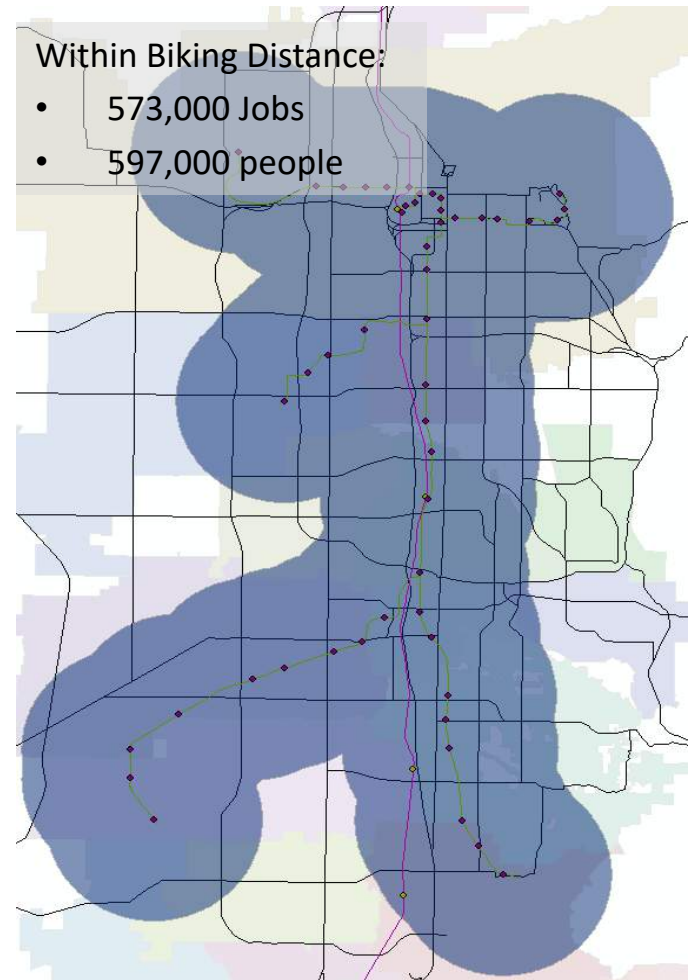 Within Biking Distance:
• 573,000 Jobs
• 597,000 people